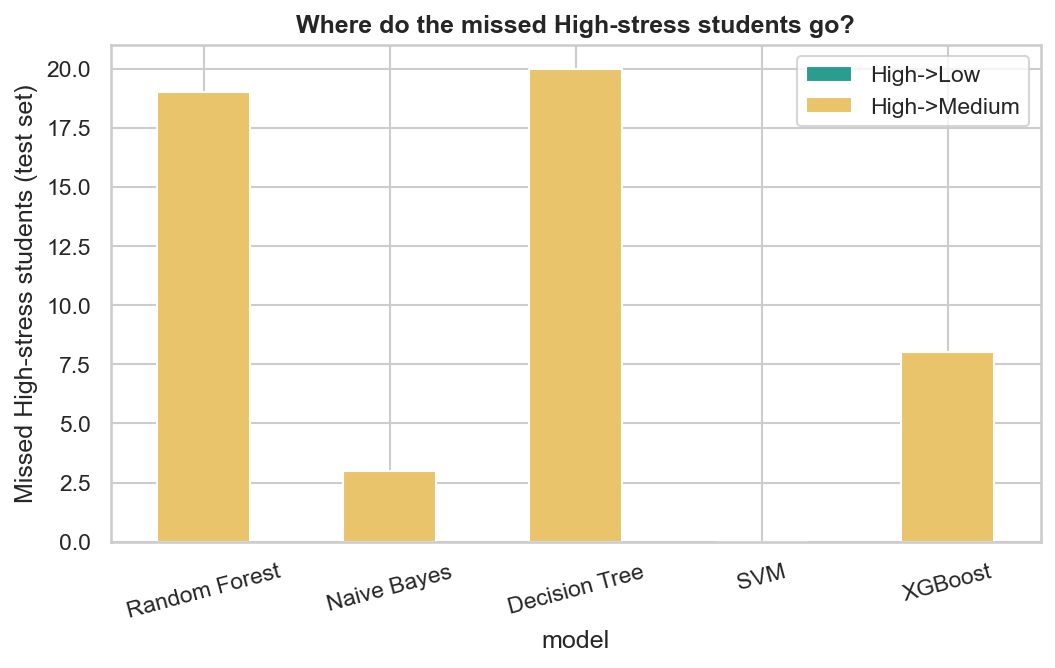 Where do the missed High-stress students go?
High->Low
High->Medium
Missed High-stress students (test set)
20.0
17.5
15.0
12.5
10.0
7.5
5.0
2.5
0.0
Random Forest
Naive Bayes
Decision Tree
SVM
XGBoost
model